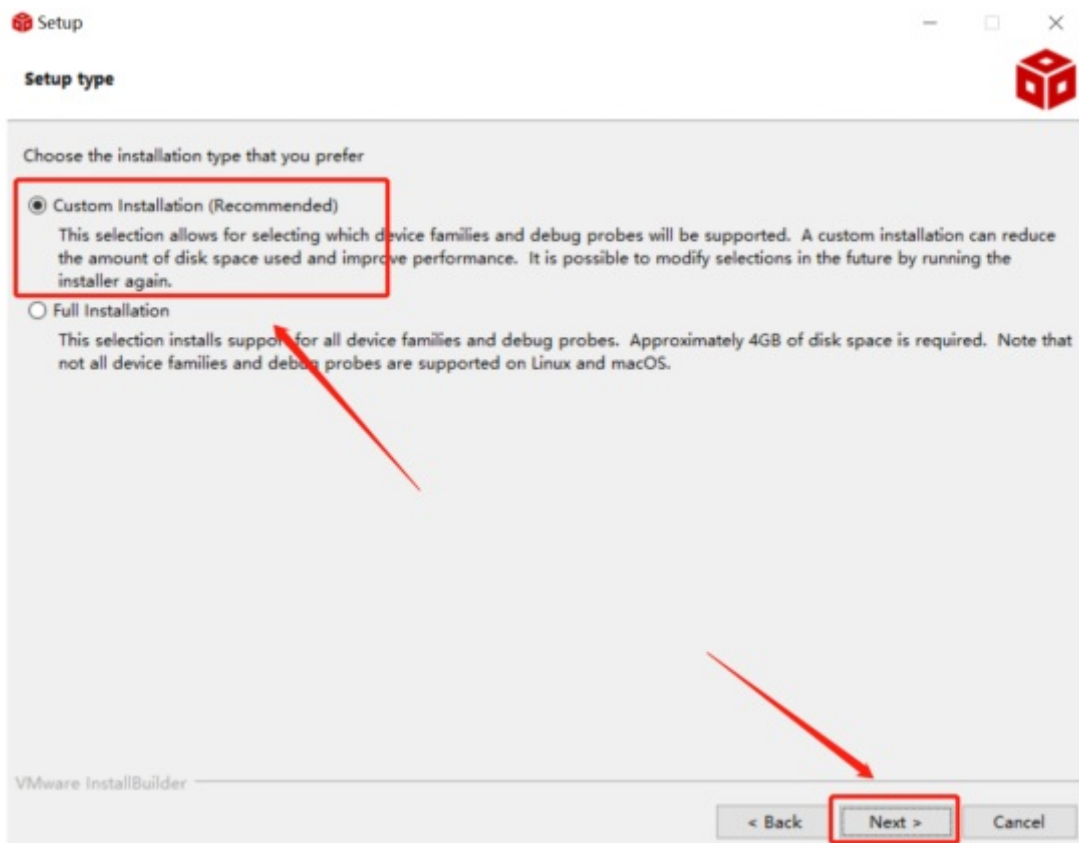 Setup
Setup type
Choose the installation type that you prefer
Custom Installation (Recommended)
This selection allows for selecting which device families and debug probes will be supported. A custom installation can reduce
the amount of disk space used and improve performance. It is possible to modify selections in the future by running the
installer again.
Full Installation
This selection installs support for all device families and debug probes. Approximately 4GB of disk space is required. Note that
not all device families and debug probes are supported on Linux and macOS.
VMware InstallBuilder
< Back Next > Cancel